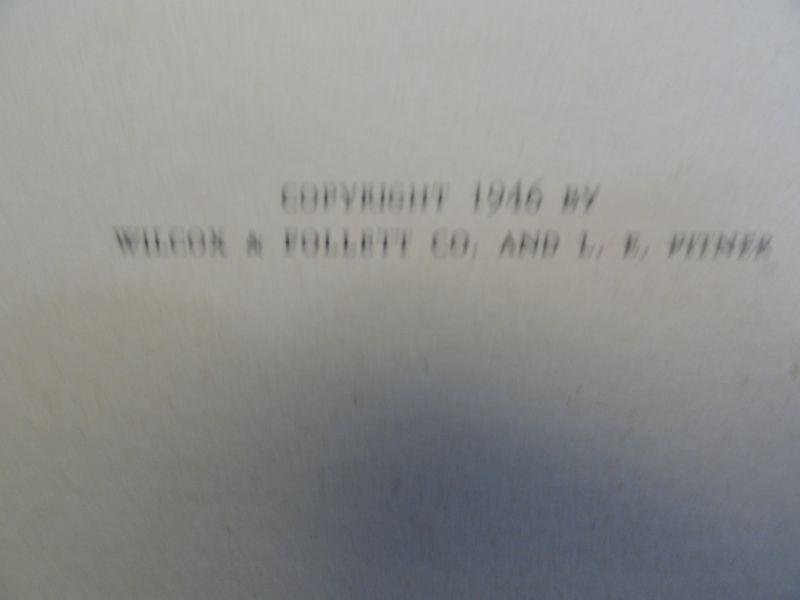 COPYRIGHT 1946 BY
WILCOX & FOLLETT CO. AND L. E. PITNER